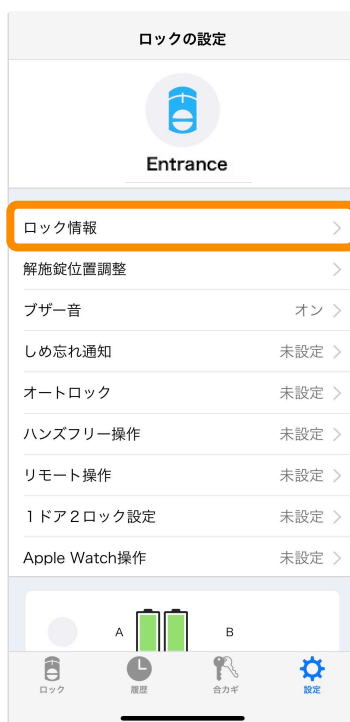 ロックの設定
Entrance
ロック情報
解施錠位置調整
ブザー音 オン
しめ忘れ通知 未設定
オートロック 未設定
ハンズフリー操作 未設定
リモート操作 未設定
1ドア2ロック設定 未設定
Apple Watch操作 未設定
A B
ロック 履歴 合カギ 設定